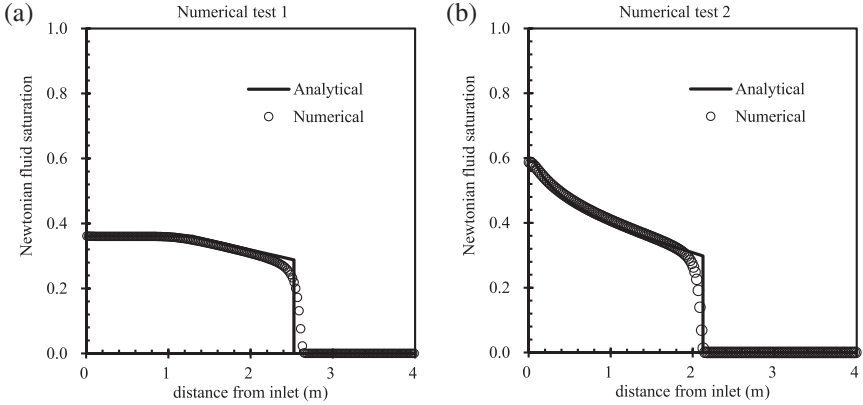 (a)
Numerical test 1
1.0
0.8
0.6
0.4
0.2
0.0
Newtonian fluid saturation
Analytical
Numerical
0 1 2 3 4
distance from inlet (m)
(b)
Numerical test 2
1.0
0.8
0.6
0.4
0.2
0.0
Newtonian fluid saturation
Analytical
Numerical
0 1 2 3 4
distance from inlet (m)